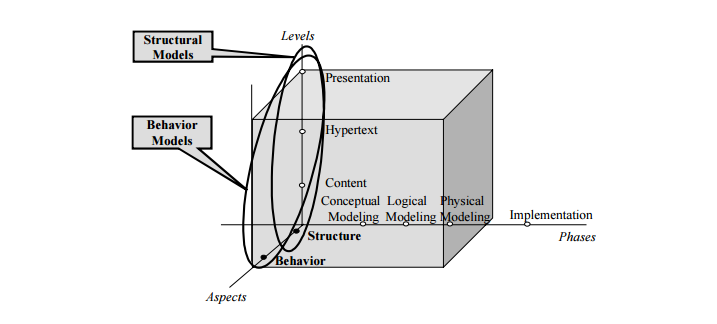 Levels
Structural
Models
Presentation
Behavior
Models
Hypertext
Content
Conceptual Logical Physical
Modeling Modeling Modeling
Implementation
Phases
Structure
Behavior
Aspects